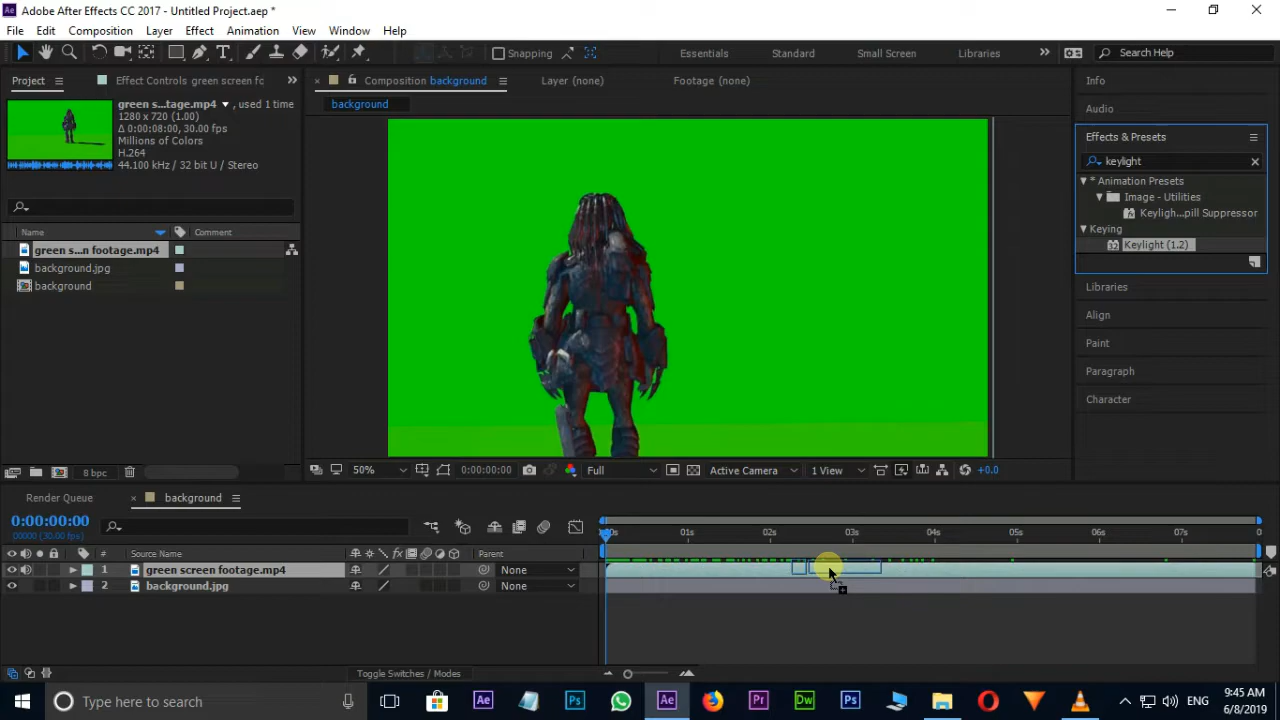 Adobe After Effects CC 2017 - Untitled Project.aep *
File Edit Composition Layer Effect Animation View Window Help
Snapping Essentials Standard Small Screen Libraries Search Help
Project Effect Controls green screen fc Composition background Layer (none) Footage (none) Info
green s...tage.mp4 , used 1 time
1280 x 720 (1.00)
Δ 0:00:08:00, 30.00 fps
Millions of Colors
H.264
44.100 kHz / 32 bit U / Stereo
background
Audio
Effects & Presets
keylight
* Animation Presets
Image - Utilities
Keyligh...pill Suppressor
Keying
Keylight (1.2)
Libraries
Align
Paint
Paragraph
Character
Name Comment
green s...n footage.mp4
background.jpg
background
8 bpc
50% 0:00:00:00 Full Active Camera 1 View +0.0
Render Queue background
0:00:00:00
00000 (30.00 fps)
01s 02s 03s 04s 05s 06s 07s
# Source Name Parent
1 green screen footage.mp4 None
2 background.jpg None
Toggle Switches / Modes
Type here to search
ENG
9:45 AM
6/8/2019